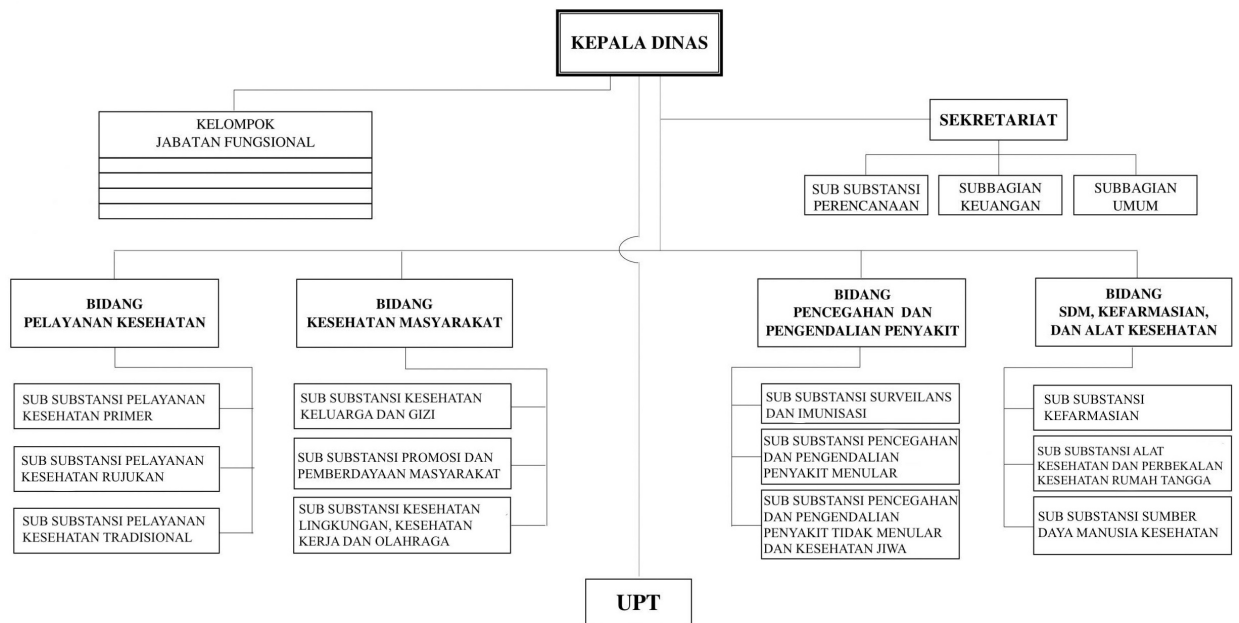 KEPALA DINAS
KELOMPOK
JABATAN FUNGSIONAL
SEKRETARIAT
SUB SUBSTANSI
PERENCANAAN
SUBBAGIAN
KEUANGAN
SUBBAGIAN
UMUM
BIDANG
PELAYANAN KESEHATAN
SUB SUBSTANSI PELAYANAN
KESEHATAN PRIMER
SUB SUBSTANSI PELAYANAN
KESEHATAN RUJUKAN
SUB SUBSTANSI PELAYANAN
KESEHATAN TRADISIONAL
BIDANG
KESEHATAN MASYARAKAT
SUB SUBSTANSI KESEHATAN
KELUARGA DAN GIZI
SUB SUBSTANSI PROMOSI DAN
PEMBERDAYAAN MASYARAKAT
SUB SUBSTANSI KESEHATAN
LINGKUNGAN, KESEHATAN
KERJA DAN OLAHRAGA
BIDANG
PENCEGAHAN DAN
PENGENDALIAN PENYAKIT
SUB SUBSTANSI SURVEILANS
DAN IMUNISASI
SUB SUBSTANSI PENCEGAHAN
DAN PENGENDALIAN
PENYAKIT MENULAR
SUB SUBSTANSI PENCEGAHAN
DAN PENGENDALIAN
PENYAKIT TIDAK MENULAR
DAN KESEHATAN JIWA
BIDANG
SDM, KEFARMASIAN,
DAN ALAT KESEHATAN
SUB SUBSTANSI
KEFARMASIAN
SUB SUBSTANSI ALAT
KESEHATAN DAN PERBEKALAN
KESEHATAN RUMAH TANGGA
SUB SUBSTANSI SUMBER
DAYA MANUSIA KESEHATAN
UPT